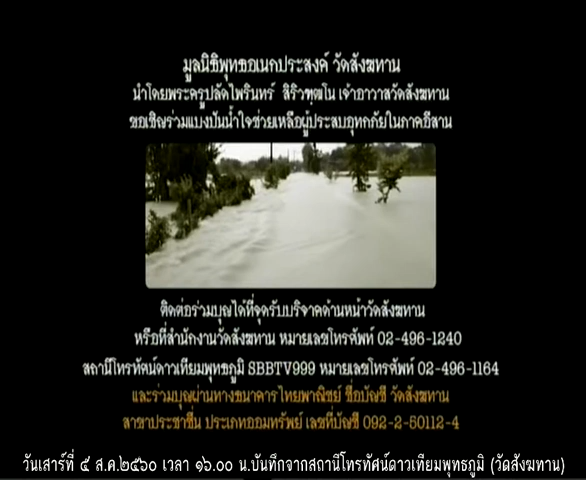 มูลนิธิพุทธอเนกประสงค์ วัดสังฆทาน
นำโดยพระครูปลัดไพรินทร์ สิริวฑฺฒโน เจ้าอาวาสวัดสังฆทาน
ขอเชิญร่วมแบ่งปันน้ำใจช่วยเหลือผู้ประสบอุทกภัยในภาคอีสาน
ติดต่อร่วมบุญได้ที่จุดรับบริจาคด้านหน้าวัดสังฆทาน
หรือที่สำนักงานวัดสังฆทาน หมายเลขโทรศัพท์ 02-496-1240
สถานีโทรทัศน์ดาวเทียมพุทธภูมิ SBBTV999 หมายเลขโทรศัพท์ 02-496-1164
และร่วมบุญผ่านทางธนาคารไทยพาณิชย์ ชื่อบัญชี วัดสังฆทาน
สาขาประชาชื่น ประเภทออมทรัพย์ เลขที่บัญชี 092-2-50112-4
วันเสาร์ที่ ๕ ส.ค.๒๕๖๐ เวลา ๑๖.๐๐ น.บันทึกจากสถานีโทรทัศน์ดาวเทียมพุทธภูมิ (วัดสังฆทาน)